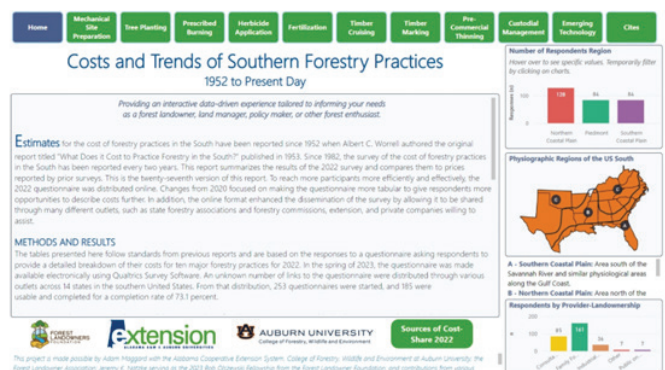 Home
Mechanical
Site
Preparation
Tree Planting
Prescribed
Burning
Herbicide
Application
Fertilization
Timber
Cruising
Timber
Marking
Pre-
Commercial
Thinning
Custodial
Management
Emerging
Technology
Cites
Costs and Trends of Southern Forestry Practices
1952 to Present Day
Providing an interactive data-driven experience tailored to informing your needs
as a forest landowner, land manager, policy maker, or other forest enthusiast.
Estimates for the cost of forestry practices in the South have been reported since 1952 when Albert C. Worrell authored the original
report titled "What Does it Cost to Practice Forestry in the South?" published in 1953. Since 1982, the survey of the cost of forestry practices
in the South has been reported every two years. This report summarizes the results of the 2022 survey and compares them to prices
reported by prior surveys. This is the twenty-seventh version of this report. To reach more participants more efficiently and effectively, the
2022 questionnaire was distributed online. Changes from 2020 focused on making the questionnaire more tabular to give respondents more
opportunities to describe costs further. In addition, the online format enhanced the dissemination of the survey by allowing it to be shared
through many different outlets, such as state forestry associations and forestry commissions, extension, and private companies willing to
assist.
METHODS AND RESULTS
The tables presented here follow standards from previous reports and are based on the responses to a questionnaire asking respondents to
provide a detailed breakdown of their costs for ten major forestry practices for 2022. In the spring of 2023, the questionnaire was made
available electronically using Qualtrics Survey Software. An unknown number of links to the questionnaire were distributed through various
outlets across 14 states in the southern United States. From that distribution, 253 questionnaires were started, and 185 were
usable and completed for a completion rate of 73.1 percent.
FOREST
LANDOWNERS
FOUNDATION
extension
ALABAMA A&M & AUBURN UNIVERSITIES
AUBURN UNIVERSITY
College of Forestry, Wildlife and Environment
Sources of Cost-
Share 2022
This project is made possible by Adam Maggard with the Alabama Cooperative Extension System, College of Forestry, Wildlife and Environment at Auburn University; the
Number of Respondents Region
Hover over to see specific values. Temporarily filter
by clicking on charts.
Responses (n)
100
0
128
Northern
Coastal Plain
Piedmont
Southern
Coastal Plain
Physiographic Regions of the US South
A - Southern Coastal Plain: Area south of the
Savannah River and similar physiological areas
along the Gulf Coast.
B - Northern Coastal Plain: Area north of the
Respondents by Provider-Landownership
200
100
0
161